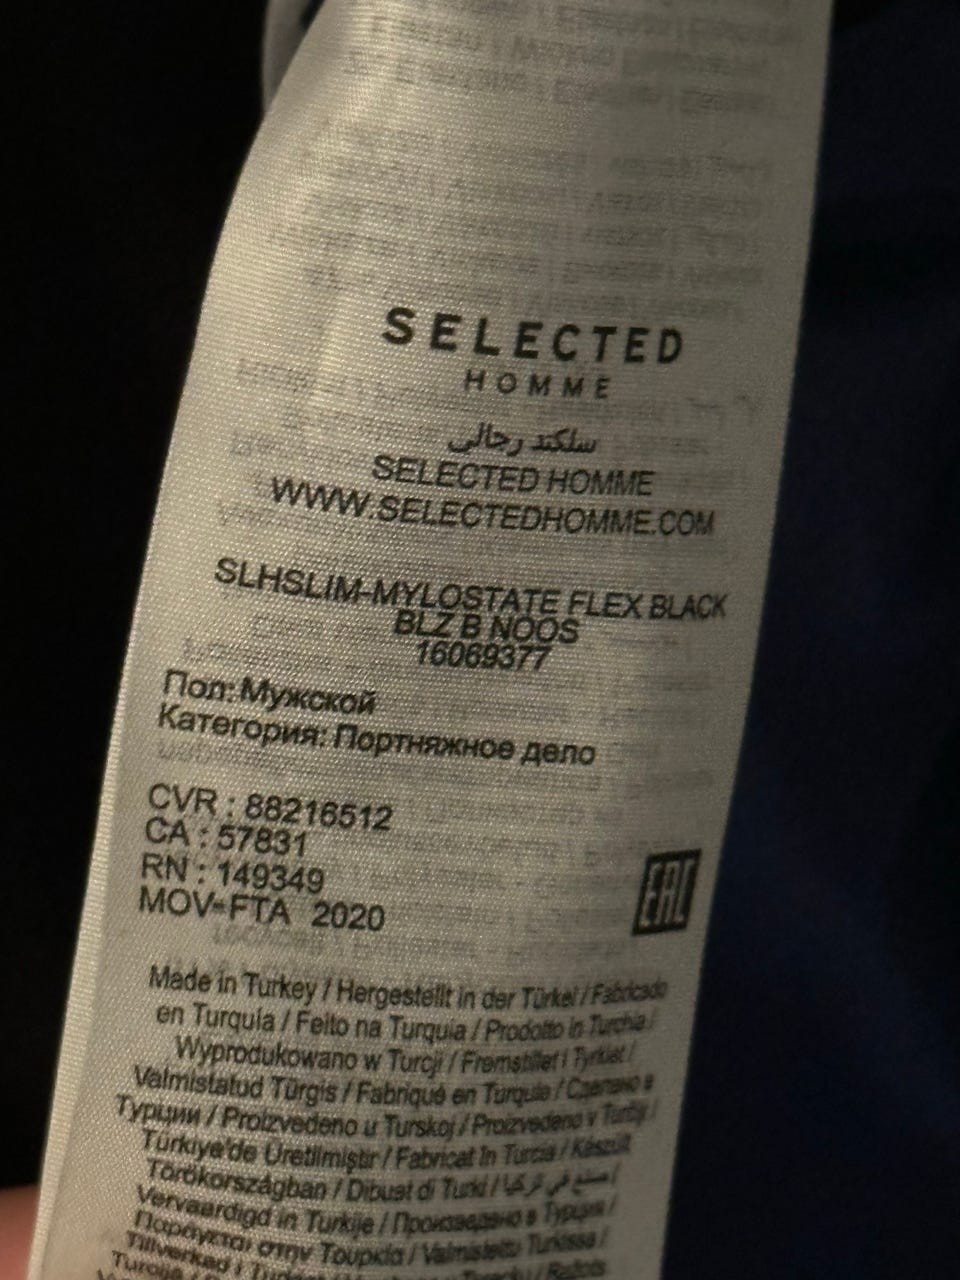 SELECTED
HOMME
سلكتد رجالي
SELECTED HOMME
WWW.SELECTEDHOMME.COM
SLHSLIM-MYLOSTATE FLEX BLACK
BLZ B NOOS
16069377
Пол: Мужской
Категория: Портняжное дело
CVR : 88216512
CA : 57831
RN : 149349
MOV-FTA 2020
EAC
Made in Turkey / Hergestellt in der Türkei / Fabricado
en Turquía / Feito na Turquia / Prodotto in Turchia /
Wyprodukowano w Turcji / Fremstillet i Tyrkiet /
Valmistatud Türgis / Fabriqué en Turquie / Сделано в
Турции / Proizvedeno u Turskoj / Proizvedeno v Turčiji /
Türkiye'de Üretilmiştir / Fabricat în Turcia / Készült
Törökországban / Dibuat di Turki / صنع في تركيا /
Vervaardigd in Turkije / Произведено в Турция /
Παράγεται στην Τουρκία / Valmistettu Turkissa /
Tillverkad i